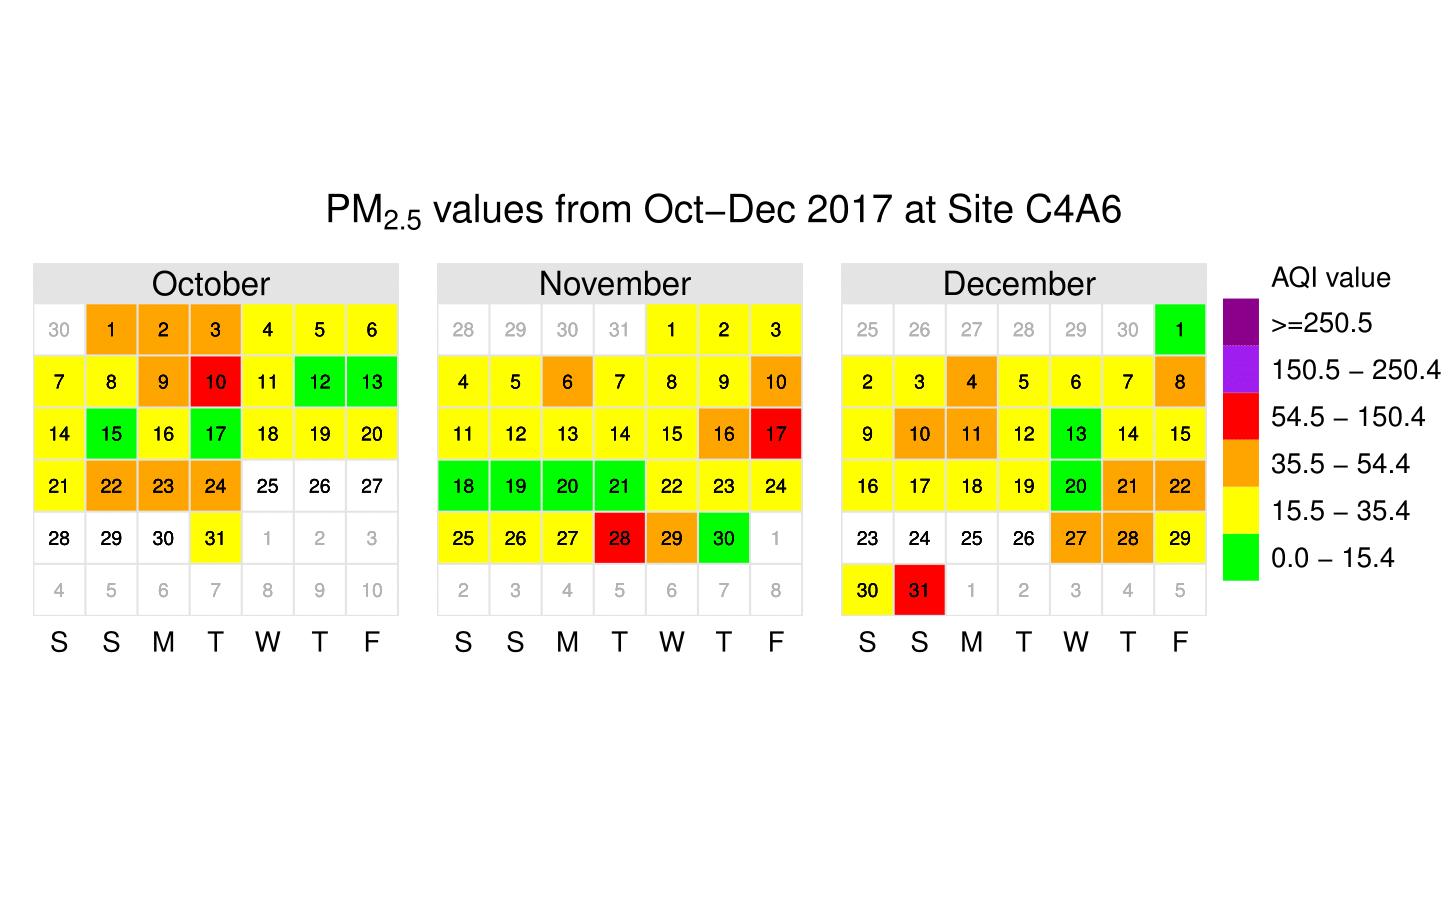 PM2.5 values from Oct−Dec 2017 at Site C4A6
October
30 1 2 3 4 5 6
7 8 9 10 11 12 13
14 15 16 17 18 19 20
21 22 23 24 25 26 27
28 29 30 31 1 2 3
4 5 6 7 8 9 10
S S M T W T F
November
28 29 30 31 1 2 3
4 5 6 7 8 9 10
11 12 13 14 15 16 17
18 19 20 21 22 23 24
25 26 27 28 29 30 1
2 3 4 5 6 7 8
S S M T W T F
December
25 26 27 28 29 30 1
2 3 4 5 6 7 8
9 10 11 12 13 14 15
16 17 18 19 20 21 22
23 24 25 26 27 28 29
30 31 1 2 3 4 5
S S M T W T F
AQI value
>=250.5
150.5 − 250.4
54.5 − 150.4
35.5 − 54.4
15.5 − 35.4
0.0 − 15.4